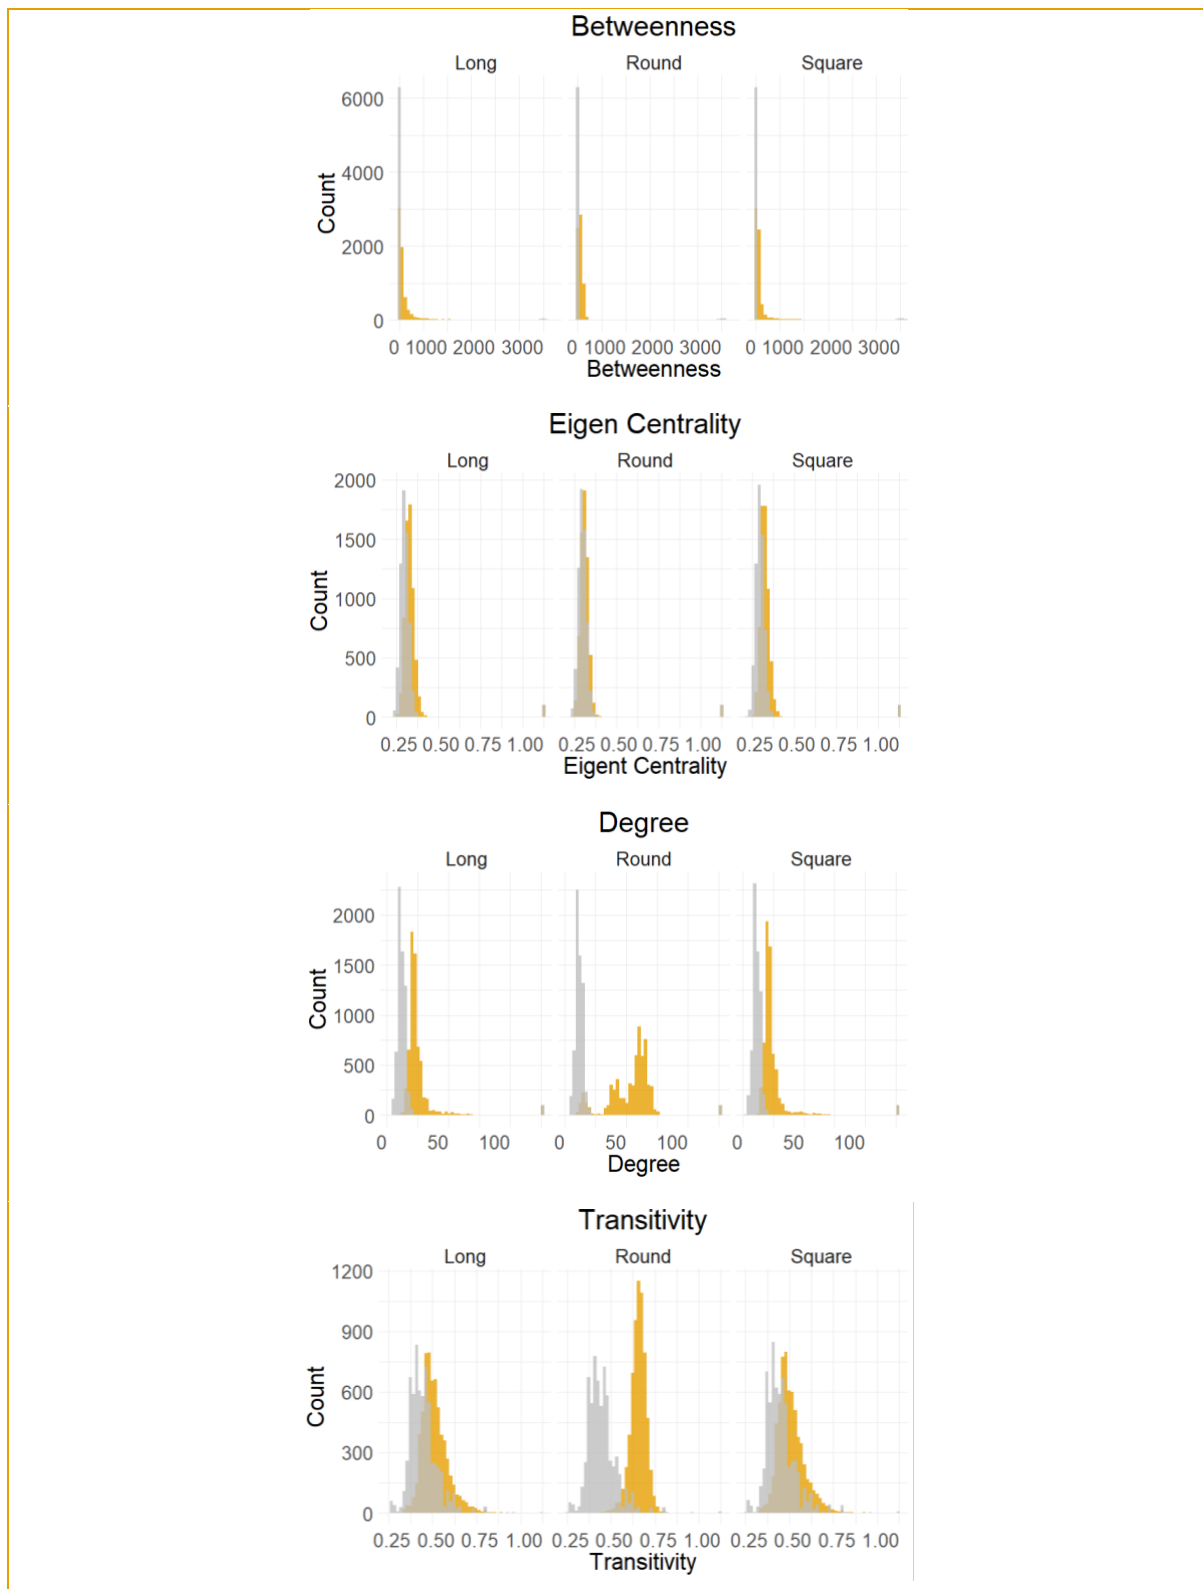 Betweenness
Long Round Square
6000
4000
2000
0
Count
0 1000 2000 3000 0 1000 2000 3000 0 1000 2000 3000
Betweenness
Eigen Centrality
Long Round Square
2000
1500
1000
500
0
Count
0.25 0.50 0.75 1.00 0.25 0.50 0.75 1.00 0.25 0.50 0.75 1.00
Eigent Centrality
Degree
Long Round Square
2000
1500
1000
500
0
Count
0 50 100 0 50 100 0 50 100
Degree
Transitivity
Long Round Square
1200
900
600
300
0
Count
0.25 0.50 0.75 1.00 0.25 0.50 0.75 1.00 0.25 0.50 0.75 1.00
Transitivity